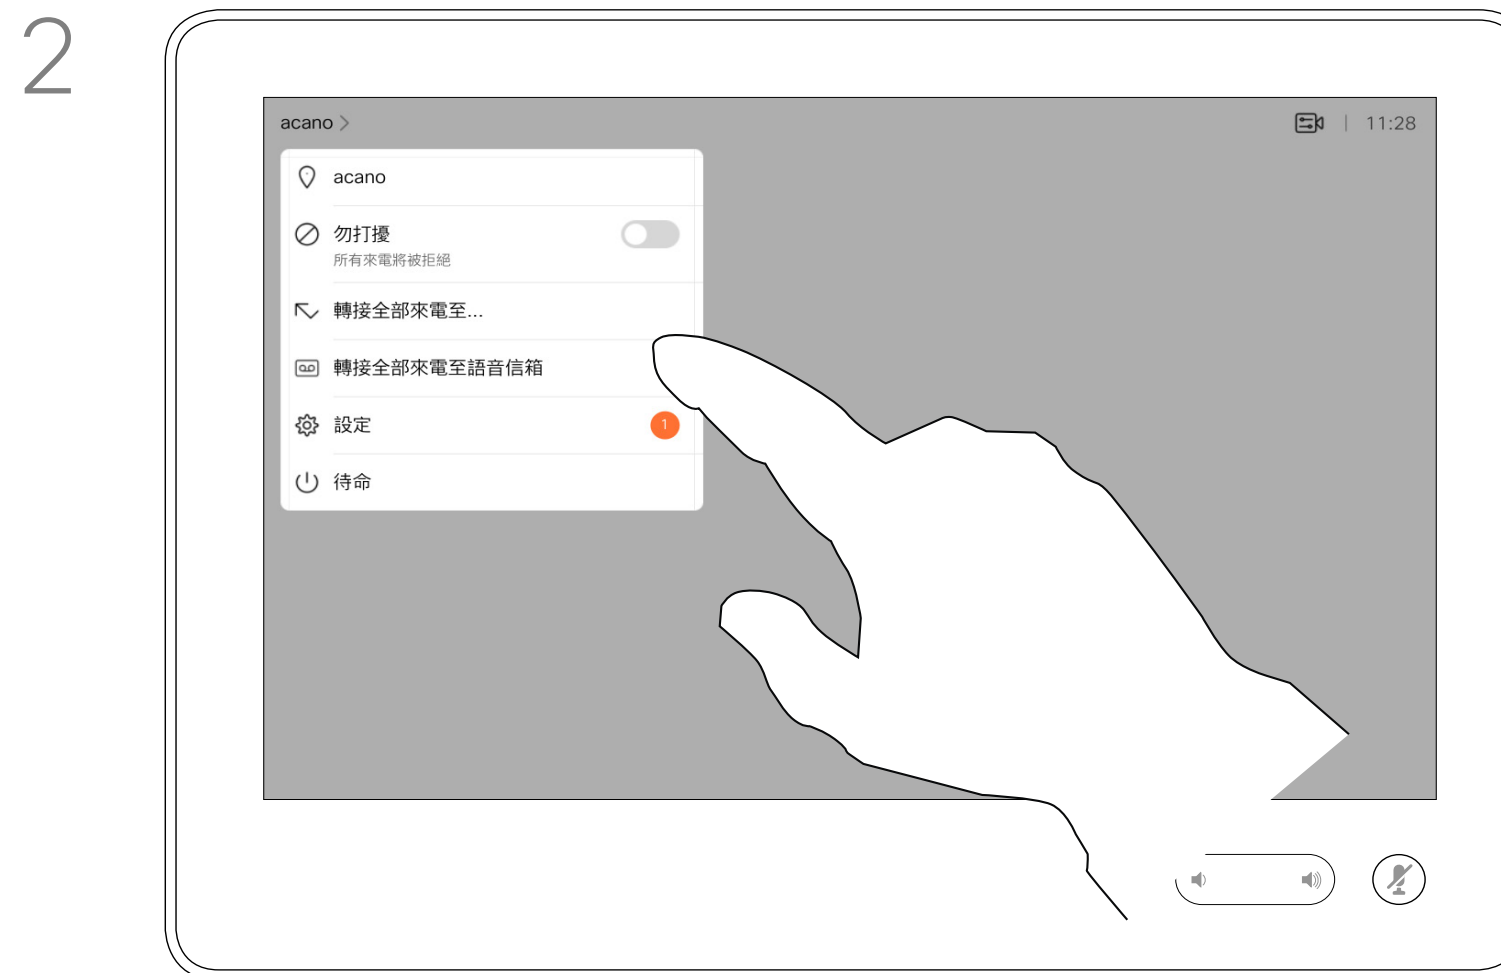 2
acano
11:28
acano
勿打擾
所有來電將被拒絕
轉接全部來電至...
轉接全部來電至語音信箱
設定
1
待命